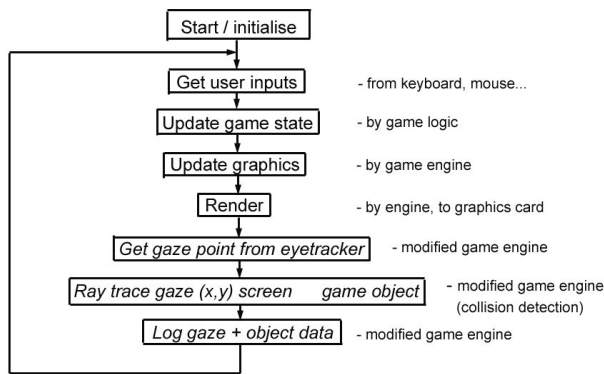 Start / initialise
Get user inputs - from keyboard, mouse...
Update game state - by game logic
Update graphics - by game engine
Render - by engine, to graphics card
Get gaze point from eyetracker - modified game engine
Ray trace gaze (x,y) screen game object - modified game engine
(collision detection)
Log gaze + object data - modified game engine